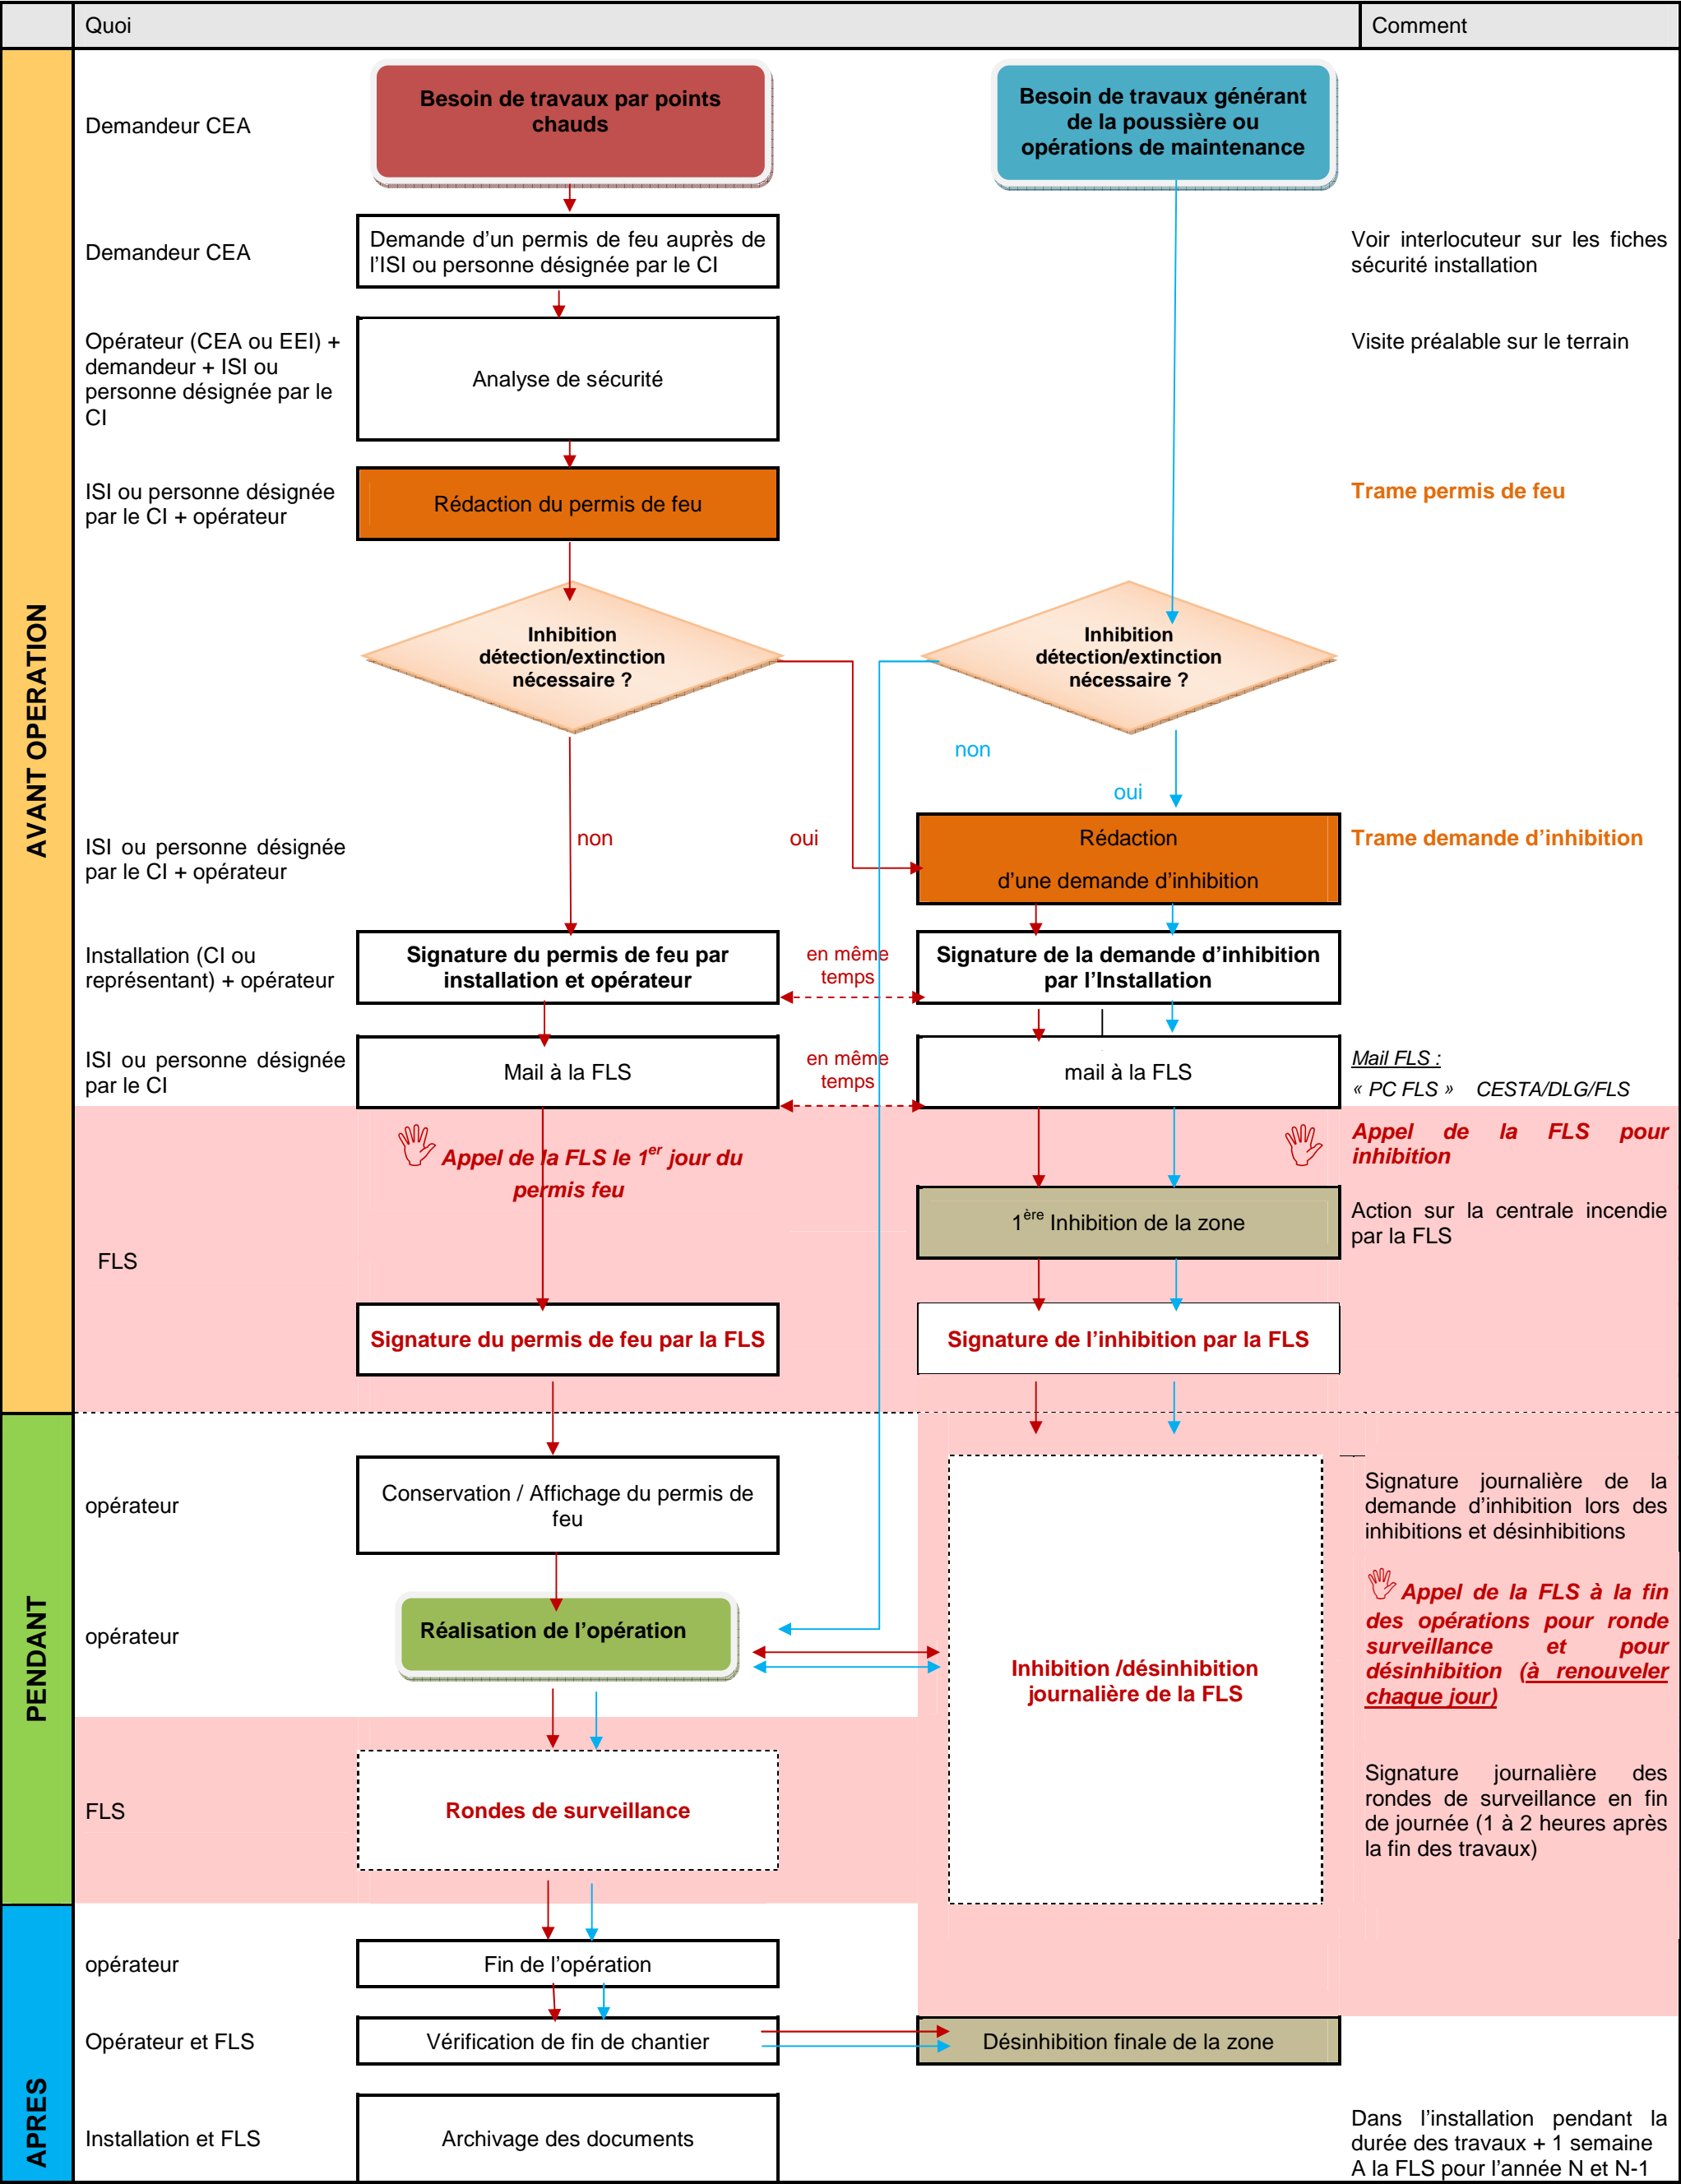 Quoi
Comment
AVANT OPERATION
Demandeur CEA
Besoin de travaux par points
chauds
Besoin de travaux générant
de la poussière ou
opérations de maintenance
Demandeur CEA
Demande d'un permis de feu auprès de
l'ISI ou personne désignée par le CI
Voir interlocuteur sur les fiches
sécurité installation
Opérateur (CEA ou EEI) +
demandeur + ISI ou
personne désignée par le
CI
Analyse de sécurité
Visite préalable sur le terrain
ISI ou personne désignée
par le CI + opérateur
Rédaction du permis de feu
Trame permis de feu
Inhibition
détection/extinction
nécessaire ?
Inhibition
détection/extinction
nécessaire ?
non
oui
non
oui
ISI ou personne désignée
par le CI + opérateur
Rédaction
d'une demande d'inhibition
Trame demande d'inhibition
Installation (CI ou
représentant) + opérateur
Signature du permis de feu par
installation et opérateur
en même
temps
Signature de la demande d'inhibition
par l'Installation
ISI ou personne désignée
par le CI
Mail à la FLS
en même
temps
mail à la FLS
Mail FLS :
« PC FLS » CESTA/DLG/FLS
FLS
Appel de la FLS le 1er jour du
permis feu
Appel de la FLS pour
inhibition
1ère Inhibition de la zone
Action sur la centrale incendie
par la FLS
Signature du permis de feu par la FLS
Signature de l'inhibition par la FLS
PENDANT
opérateur
Conservation / Affichage du permis de
feu
Signature journalière de la
demande d'inhibition lors des
inhibitions et désinhibitions
opérateur
Réalisation de l'opération
Inhibition /désinhibition
journalière de la FLS
Appel de la FLS à la fin
des opérations pour ronde
surveillance et pour
désinhibition (à renouveler
chaque jour)
FLS
Rondes de surveillance
Signature journalière des
rondes de surveillance en fin
de journée (1 à 2 heures après
la fin des travaux)
APRES
opérateur
Fin de l'opération
Opérateur et FLS
Vérification de fin de chantier
Désinhibition finale de la zone
Installation et FLS
Archivage des documents
Dans l'installation pendant la
durée des travaux + 1 semaine
A la FLS pour l'année N et N-1